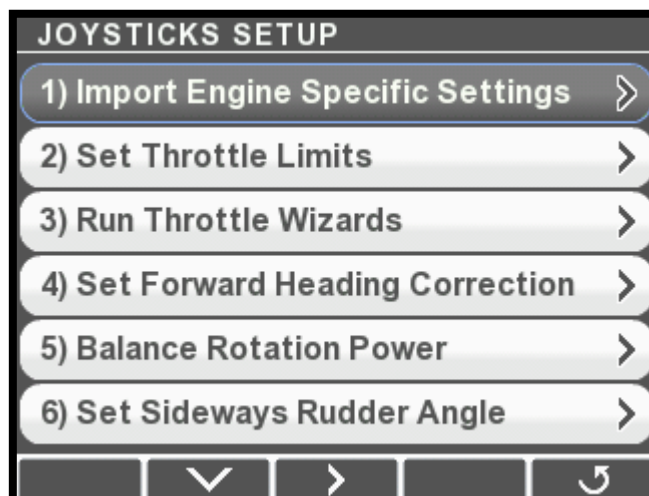 JOYSTICKS SETUP
1) Import Engine Specific Settings
2) Set Throttle Limits
3) Run Throttle Wizards
4) Set Forward Heading Correction
5) Balance Rotation Power
6) Set Sideways Rudder Angle